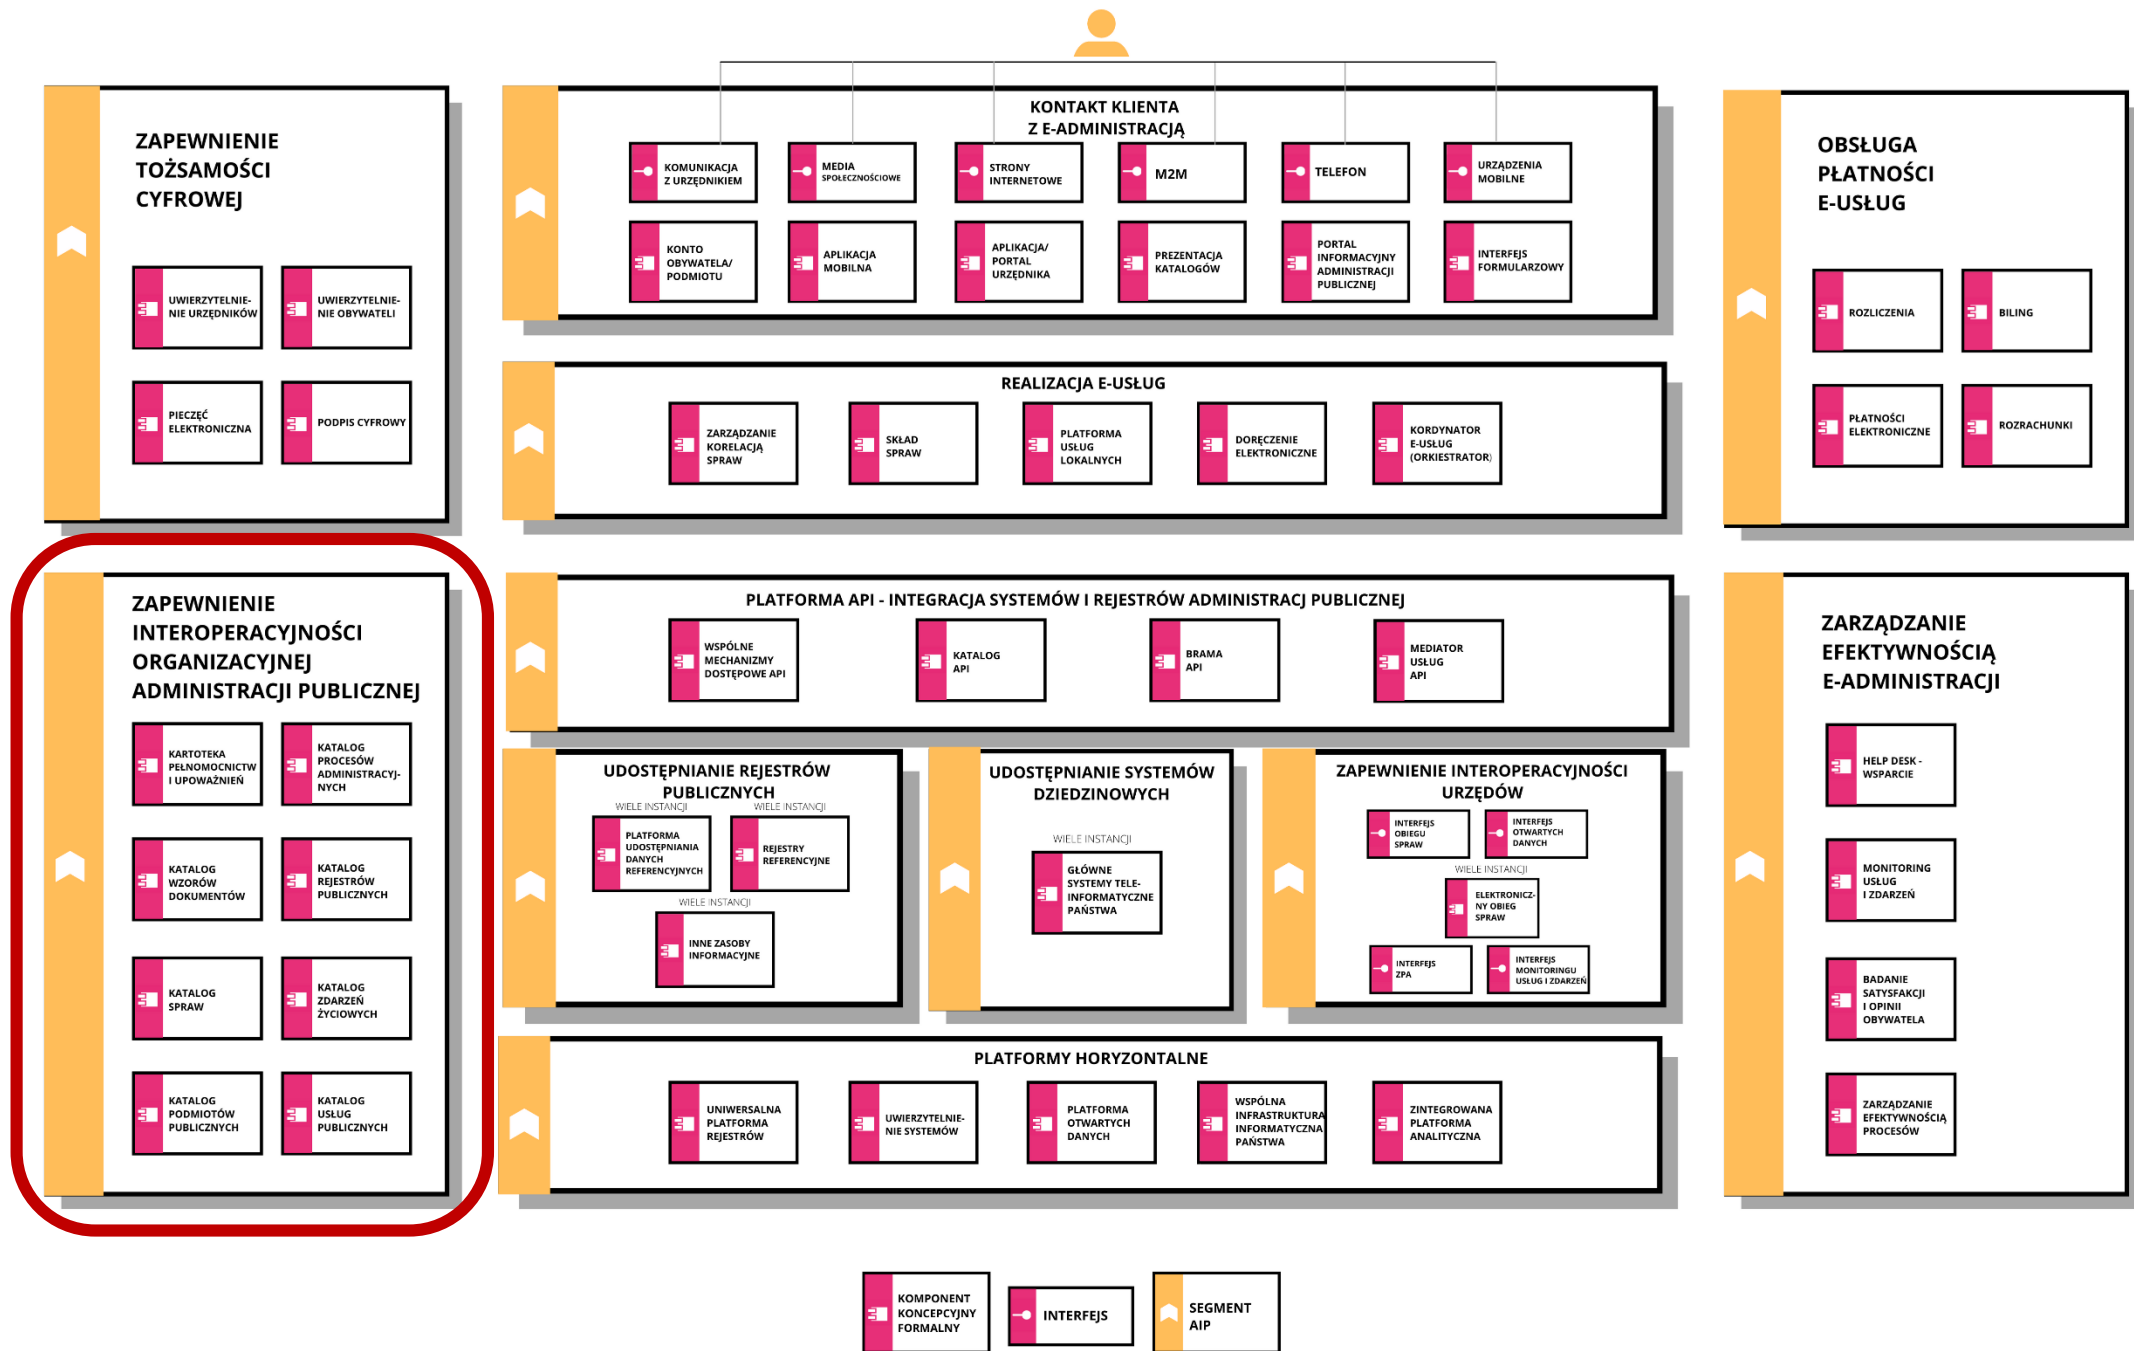 ZAPEWNIENIE
TOŻSAMOŚCI
CYFROWEJ
UWIERZYTELNIE-
NIE URZĘDNIKÓW
UWIERZYTELNIE-
NIE OBYWATELI
PIECZĘĆ
ELEKTRONICZNA
PODPIS CYFROWY
KONTAKT KLIENTA
Z E-ADMINISTRACJĄ
KOMUNIKACJA
Z URZĘDNIKIEM
MEDIA
SPOŁECZNOŚCIOWE
STRONY
INTERNETOWE
M2M
TELEFON
URZĄDZENIA
MOBILNE
KONTO
OBYWATELA/
PODMIOTU
APLIKACJA
MOBILNA
APLIKACJA/
PORTAL
URZĘDNIKA
PREZENTACJA
KATALOGÓW
PORTAL
INFORMACYJNY
ADMINISTRACJI
PUBLICZNEJ
INTERFEJS
FORMULARZOWY
OBSŁUGA
PŁATNOŚCI
E-USŁUG
ROZLICZENIA
BILING
PŁATNOŚCI
ELEKTRONICZNE
ROZRACHUNKI
REALIZACJA E-USŁUG
ZARZĄDZANIE
KORELACJĄ
SPRAW
SKŁAD
SPRAW
PLATFORMA
USŁUG
LOKALNYCH
DORĘCZENIE
ELEKTRONICZNE
KORDYNATOR
E-USŁUG
(ORKIESTRATOR)
ZAPEWNIENIE
INTEROPERACYJNOŚCI
ORGANIZACYJNEJ
ADMINISTRACJI PUBLICZNEJ
KARTOTEKA
PEŁNOMOCNICTW
I UPOWAŻNIEŃ
KATALOG
PROCESÓW
ADMINISTRACYJ-
NYCH
KATALOG
WZORÓW
DOKUMENTÓW
KATALOG
REJESTRÓW
PUBLICZNYCH
KATALOG
SPRAW
KATALOG
ZDARZEŃ
ŻYCIOWYCH
KATALOG
PODMIOTÓW
PUBLICZNYCH
KATALOG
USŁUG
PUBLICZNYCH
PLATFORMA API - INTEGRACJA SYSTEMÓW I REJESTRÓW ADMINISTRACJ PUBLICZNEJ
WSPÓLNE
MECHANIZMY
DOSTĘPOWE API
KATALOG
API
BRAMA
API
MEDIATOR
USŁUG
API
UDOSTĘPNIANIE REJESTRÓW
PUBLICZNYCH
WIELE INSTANCJI
WIELE INSTANCJI
PLATFORMA
UDOSTĘPNIANIA
DANYCH
REFERENCYJNYCH
REJESTRY
REFERENCYJNE
WIELE INSTANCJI
INNE ZASOBY
INFORMACYJNE
UDOSTĘPNIANIE SYSTEMÓW
DZIEDZINOWYCH
WIELE INSTANCJI
GŁÓWNE
SYSTEMY TELE-
INFORMATYCZNE
PAŃSTWA
ZAPEWNIENIE INTEROPERACYJNOŚCI
URZĘDÓW
INTERFEJS
OBIEGU
SPRAW
INTERFEJS
OTWARTYCH
DANYCH
WIELE INSTANCJI
ELEKTRONICZ-
NY OBIEG
SPRAW
INTERFEJS
ZPA
INTERFEJS
MONITORINGU
USŁUG I ZDARZEŃ
ZARZĄDZANIE
EFEKTYWNOŚCIĄ
E-ADMINISTRACJI
HELP DESK -
WSPARCIE
MONITORING
USŁUG
I ZDARZEŃ
BADANIE
SATYSFAKCJI
I OPINII
OBYWATELA
ZARZĄDZANIE
EFEKTYWNOŚCIĄ
PROCESÓW
PLATFORMY HORYZONTALNE
UNIWERSALNA
PLATFORMA
REJESTRÓW
UWIERZYTELNIE-
NIE SYSTEMÓW
PLATFORMA
OTWARTYCH
DANYCH
WSPÓLNA
INFRASTRUKTURA
INFORMATYCZNA
PAŃSTWA
ZINTEGROWANA
PLATFORMA
ANALITYCZNA
KOMPONENT
KONCEPCYJNY
FORMALNY
INTERFEJS
SEGMENT
AIP